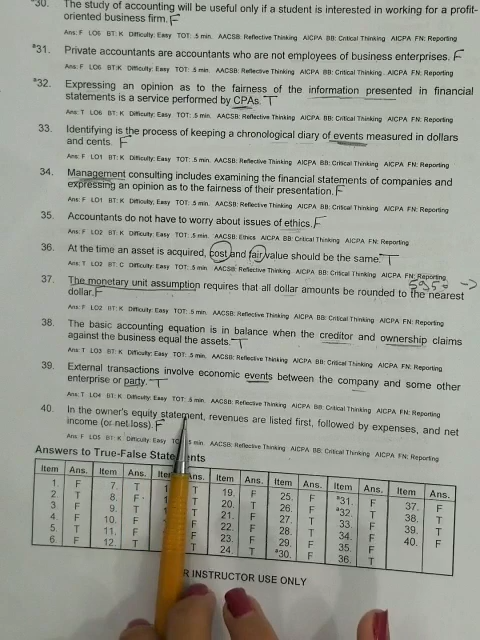 ᵃ30. The study of accounting will be useful only if a student is interested in working for a profit-
oriented business firm. F
Ans: F LO6 BT: K Difficulty: Easy TOT: .5 min. AACSB: Reflective Thinking AICPA BB: Critical Thinking AICPA FN: Reporting
ᵃ31. Private accountants are accountants who are not employees of business enterprises. F
Ans: F LO6 BT: K Difficulty: Easy TOT: .5 min. AACSB: Reflective Thinking AICPA BB: Critical Thinking AICPA FN: Reporting
ᵃ32. Expressing an opinion as to the fairness of the information presented in financial
statements is a service performed by CPAs. T
Ans: T LO6 BT: K Difficulty: Easy TOT: .5 min. AACSB: Reflective Thinking AICPA BB: Critical Thinking AICPA FN: Reporting
33. Identifying is the process of keeping a chronological diary of events measured in dollars
and cents. F
Ans: F LO1 BT: K Difficulty: Easy TOT: .5 min. AACSB: Reflective Thinking AICPA BB: Critical Thinking AICPA FN: Reporting
34. Management consulting includes examining the financial statements of companies and
expressing an opinion as to the fairness of their presentation. F
Ans: F LO1 BT: K Difficulty: Easy TOT: .5 min. AACSB: Reflective Thinking AICPA BB: Critical Thinking AICPA FN: Reporting
35. Accountants do not have to worry about issues of ethics. F
Ans: F LO2 BT: K Difficulty: Easy TOT: .5 min. AACSB: Ethics AICPA BB: Critical Thinking AICPA FN: Reporting
36. At the time an asset is acquired, cost and fair value should be the same. T
Ans: T LO2 BT: C Difficulty: Easy TOT: .5 min. AACSB: Reflective Thinking AICPA BB: Critical Thinking AICPA FN: Reporting
37. The monetary unit assumption requires that all dollar amounts be rounded to the nearest
dollar. F
Ans: F LO2 BT: K Difficulty: Easy TOT: .5 min. AACSB: Reflective Thinking AICPA BB: Critical Thinking AICPA FN: Reporting
38. The basic accounting equation is in balance when the creditor and ownership claims
against the business equal the assets. T
Ans: T LO3 BT: K Difficulty: Easy TOT: .5 min. AACSB: Reflective Thinking AICPA BB: Critical Thinking AICPA FN: Reporting
39. External transactions involve economic events between the company and some other
enterprise or party. T
Ans: T LO4 BT: K Difficulty: Easy TOT: .5 min. AACSB: Reflective Thinking AICPA BB: Critical Thinking AICPA FN: Reporting
40. In the owner's equity statement, revenues are listed first, followed by expenses, and net
income (or net loss). F
Ans: F LO5 BT: K Difficulty: Easy .5 min. AACSB: Reflective Thinking AICPA BB: Critical Thinking AICPA FN: Reporting
Answers to True-False Statements
Item Ans. Item Ans. Item Ans. Item Ans. Item Ans. Item Ans. Item Ans.
1. F 7. T T 19. F 25. F ᵃ31. F 37. F
2. T 8. F T 20. T 26. F ᵃ32. T 38. T
3. F 9. T T 21. F 27. T 33. F 39. T
4. F 10. F F 22. F 28. T 34. F 40. F
5. T 11. F 23. F 29. F 35. F
6. F 12. T 24. T ᵃ30. F 36. T
R INSTRUCTOR USE ONLY